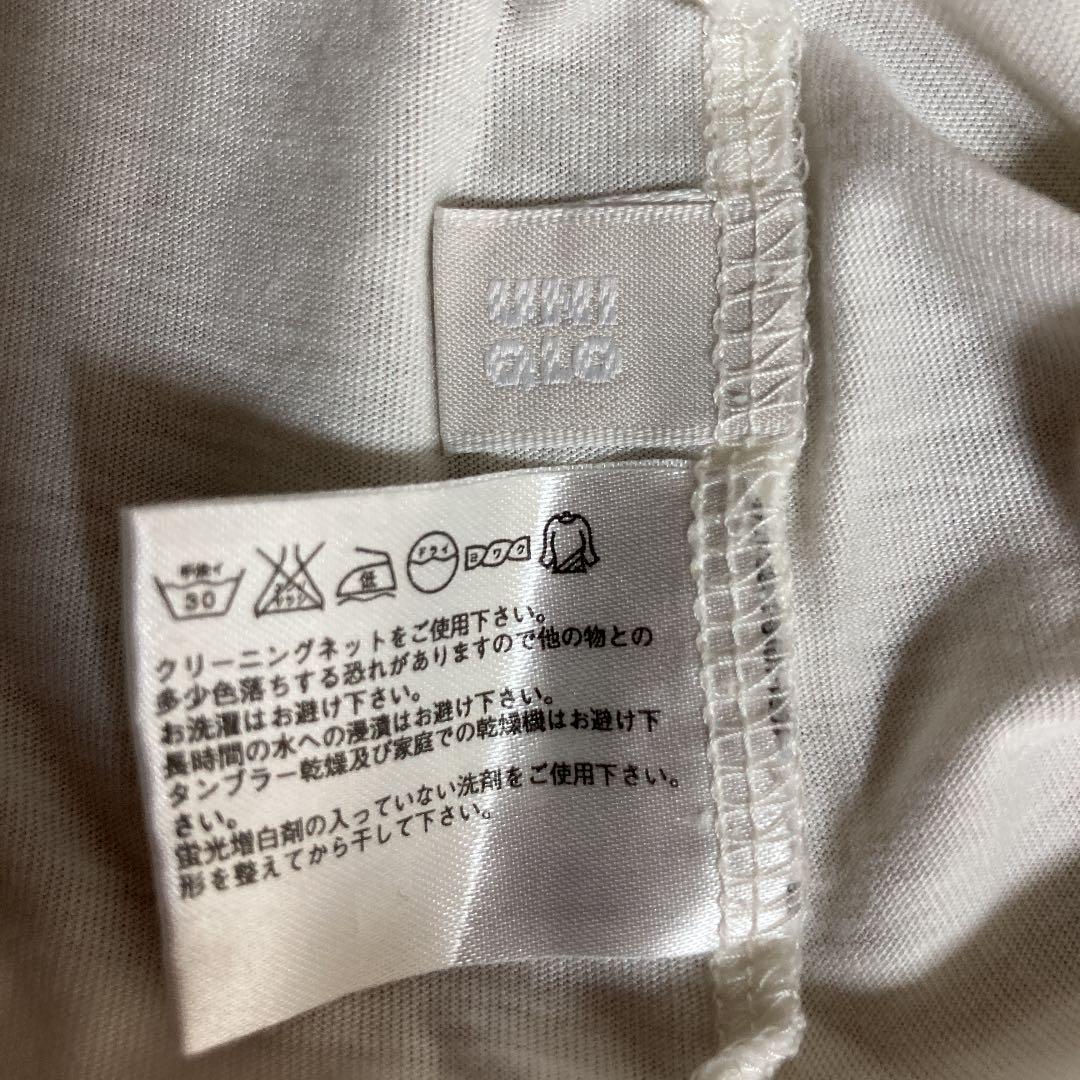 UNI
QLO
手洗イ
30
エンソサラシ
低
ドライ
ヨワク
クリーニングネットをご使用下さい。
多少色落ちする恐れがありますので他の物との
お洗濯はお避け下さい。
長時間の水への浸漬はお避け下さい。
タンブラー乾燥及び家庭での乾燥機はお避け下
さい。
蛍光増白剤の入っていない洗剤をご使用下さい。
形を整えてから干して下さい。